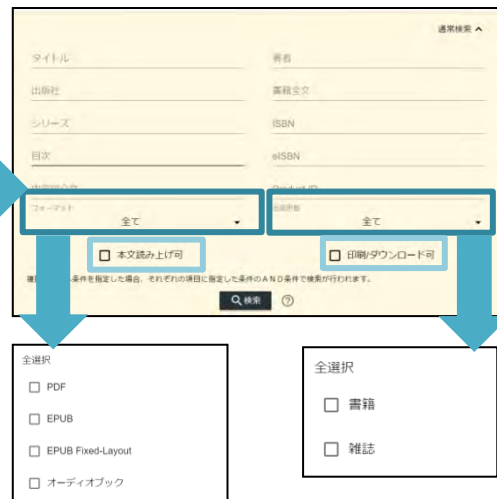 通常検索
タイトル
著者
出版社
書籍全文
シリーズ
ISBN
目次
eISBN
フォーマット
全て
全て
本文読み上げ可
印刷/ダウンロード可
条件を指定した場合、それぞれの項目に指定した条件のAND条件で検索が行われます。
検索
全選択
PDF
EPUB
EPUB Fixed-Layout
オーディオブック
全選択
書籍
雑誌